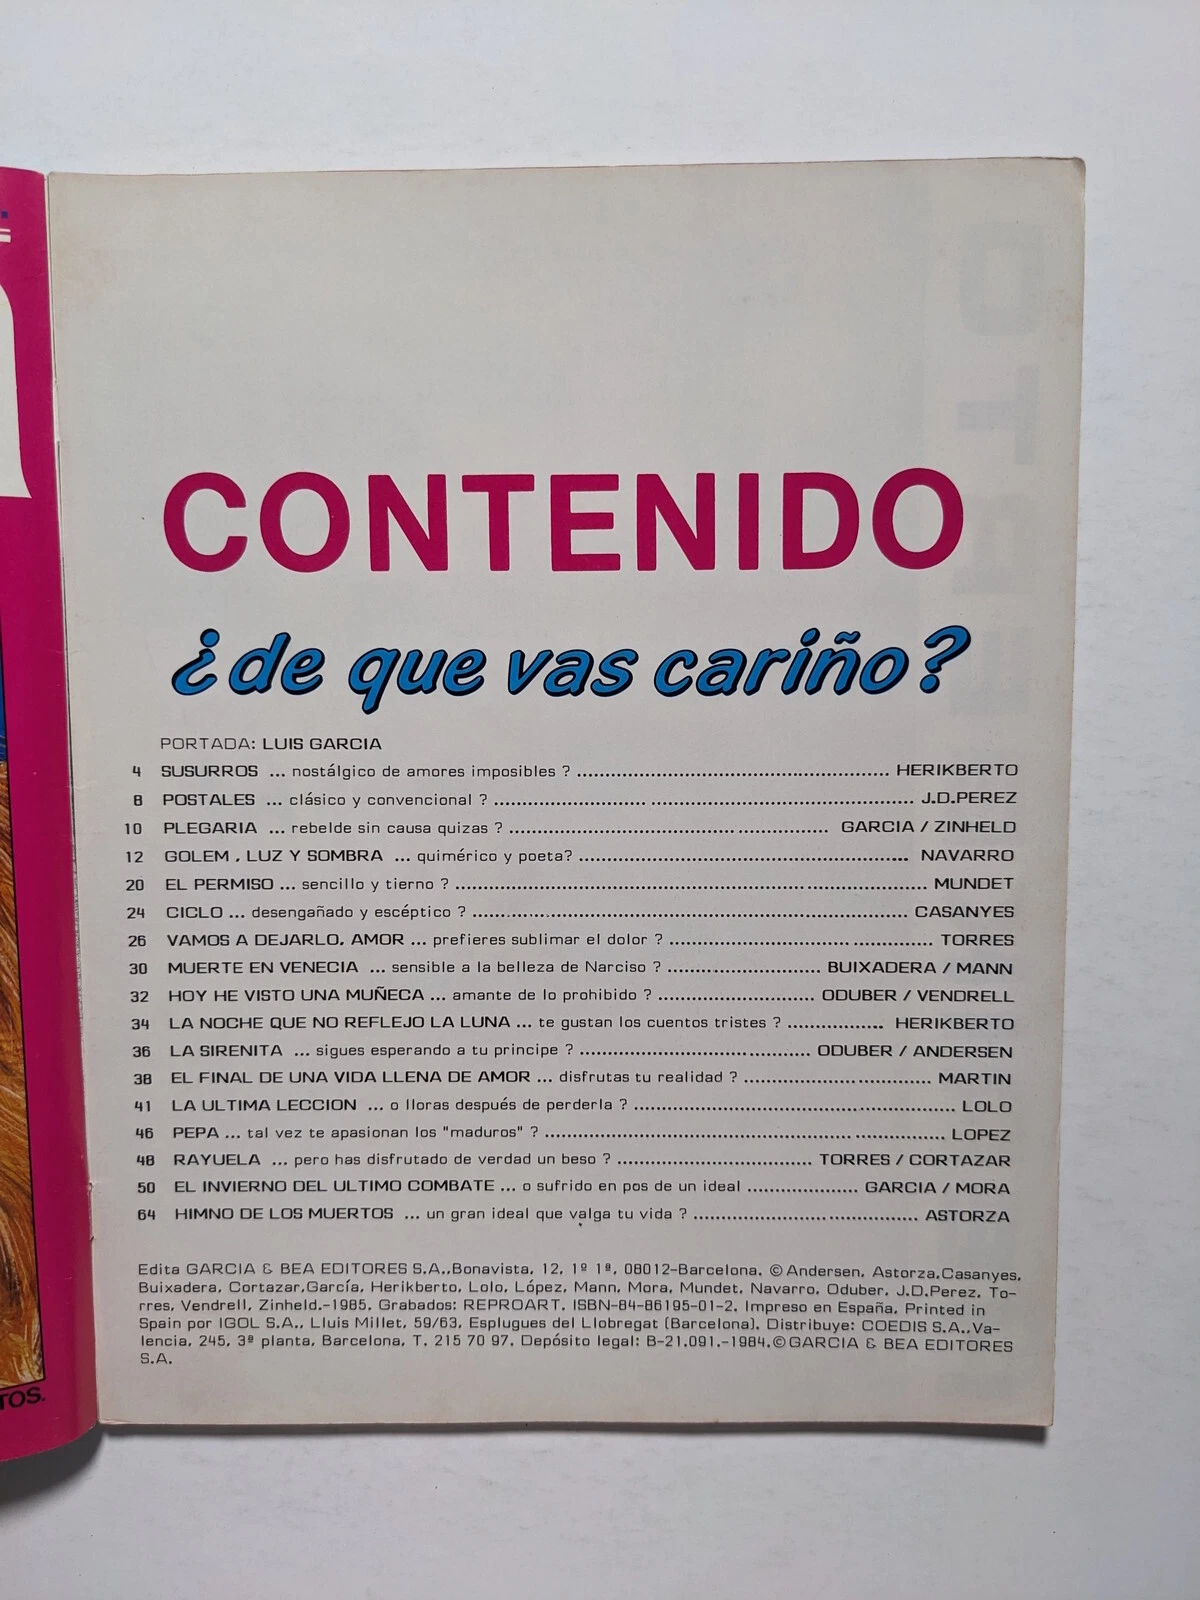 CONTENIDO
¿de que vas cariño?
PORTADA: LUIS GARCIA
4 SUSURROS ... nostálgico de amores imposibles ? ........ HERIKBERTO
8 POSTALES ... clásico y convencional ? ........ J.D.PEREZ
10 PLEGARIA ... rebelde sin causa quizas ? ........ GARCIA / ZINHELD
12 GOLEM , LUZ Y SOMBRA ... quimérico y poeta? ........ NAVARRO
20 EL PERMISO ... sencillo y tierno ? ........ MUNDET
24 CICLO ... desengañado y escéptico ? ........ CASANYES
26 VAMOS A DEJARLO, AMOR ... prefieres sublimar el dolor ? ........ TORRES
30 MUERTE EN VENECIA ... sensible a la belleza de Narciso ? ........ BUIXADERA / MANN
32 HOY HE VISTO UNA MUÑECA ... amante de lo prohibido ? ........ ODUBER / VENDRELL
34 LA NOCHE QUE NO REFLEJO LA LUNA ... te gustan los cuentos tristes ? ........ HERIKBERTO
36 LA SIRENITA ... sigues esperando a tu principe ? ........ ODUBER / ANDERSEN
38 EL FINAL DE UNA VIDA LLENA DE AMOR ... disfrutas tu realidad ? ........ MARTIN
41 LA ULTIMA LECCION ... o lloras después de perderla ? ........ LOLO
46 PEPA ... tal vez te apasionan los "maduros" ? ........ LOPEZ
48 RAYUELA ... pero has disfrutado de verdad un beso ? ........ TORRES / CORTAZAR
50 EL INVIERNO DEL ULTIMO COMBATE ... o sufrido en pos de un ideal ........ GARCIA / MORA
64 HIMNO DE LOS MUERTOS ... un gran ideal que valga tu vida ? ........ ASTORZA
Edita GARCIA & BEA EDITORES S.A.,Bonavista, 12, 1º 1ª, 08012-Barcelona. ©Andersen, Astorza,Casanyes,
Buixadera, Cortazar,García, Herikberto, Lolo, López, Mann, Mora, Mundet, Navarro, Oduber, J.D.Perez, To-
rres, Vendrell, Zinheld.-1985. Grabados: REPROART. ISBN-84-86195-01-2. Impreso en España, Printed in
Spain por IGOL S.A., Lluis Millet, 59/63, Esplugues del Llobregat (Barcelona). Distribuye: COEDIS S.A.,Va-
lencia, 245, 3ª planta, Barcelona, T. 215 70 97. Depósito legal: B-21.091.-1984.©GARCIA & BEA EDITORES
S.A.
TOS.